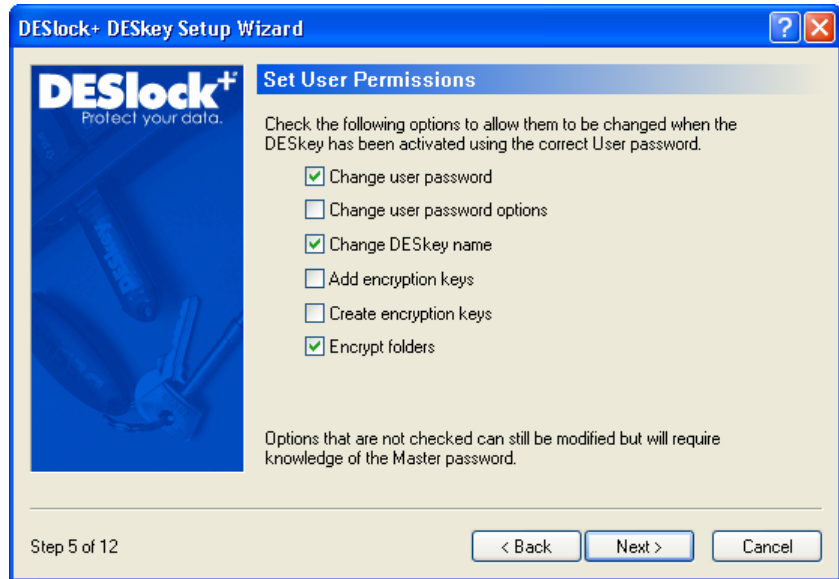 DESlock+ DESkey Setup Wizard
DESlock+
Protect your data.
Set User Permissions
Check the following options to allow them to be changed when the
DESkey has been activated using the correct User password.
Change user password
Change user password options
Change DESkey name
Add encryption keys
Create encryption keys
Encrypt folders
Options that are not checked can still be modified but will require
knowledge of the Master password.
Step 5 of 12
< Back
Next >
Cancel